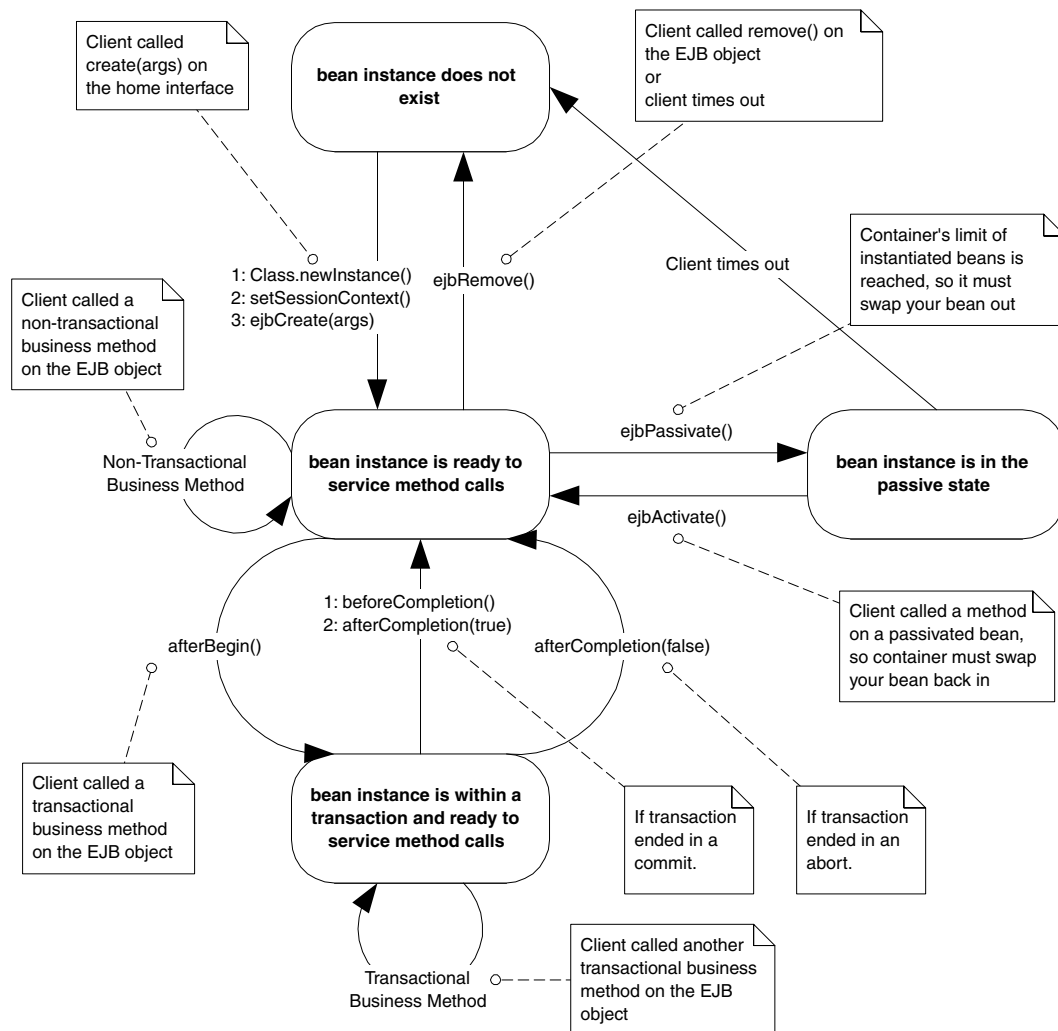 Client called
create(args) on
the home interface
bean instance does not
exist
Client called remove() on
the EJB object
or
client times out
Container's limit of
instantiated beans is
reached, so it must
swap your bean out
Client times out
1: Class.newInstance()
2: setSessionContext()
3: ejbCreate(args)
ejbRemove()
Client called a
non-transactional
business method
on the EJB object
ejbPassivate()
Non-Transactional
Business Method
bean instance is ready to
service method calls
bean instance is in the
passive state
ejbActivate()
1: beforeCompletion()
2: afterCompletion(true)
afterBegin()
afterCompletion(false)
Client called a method
on a passivated bean,
so container must swap
your bean back in
Client called a
transactional
business method
on the EJB object
bean instance is within a
transaction and ready to
service method calls
If transaction
ended in a
commit.
If transaction
ended in an
abort.
Transactional
Business Method
Client called another
transactional business
method on the EJB
object